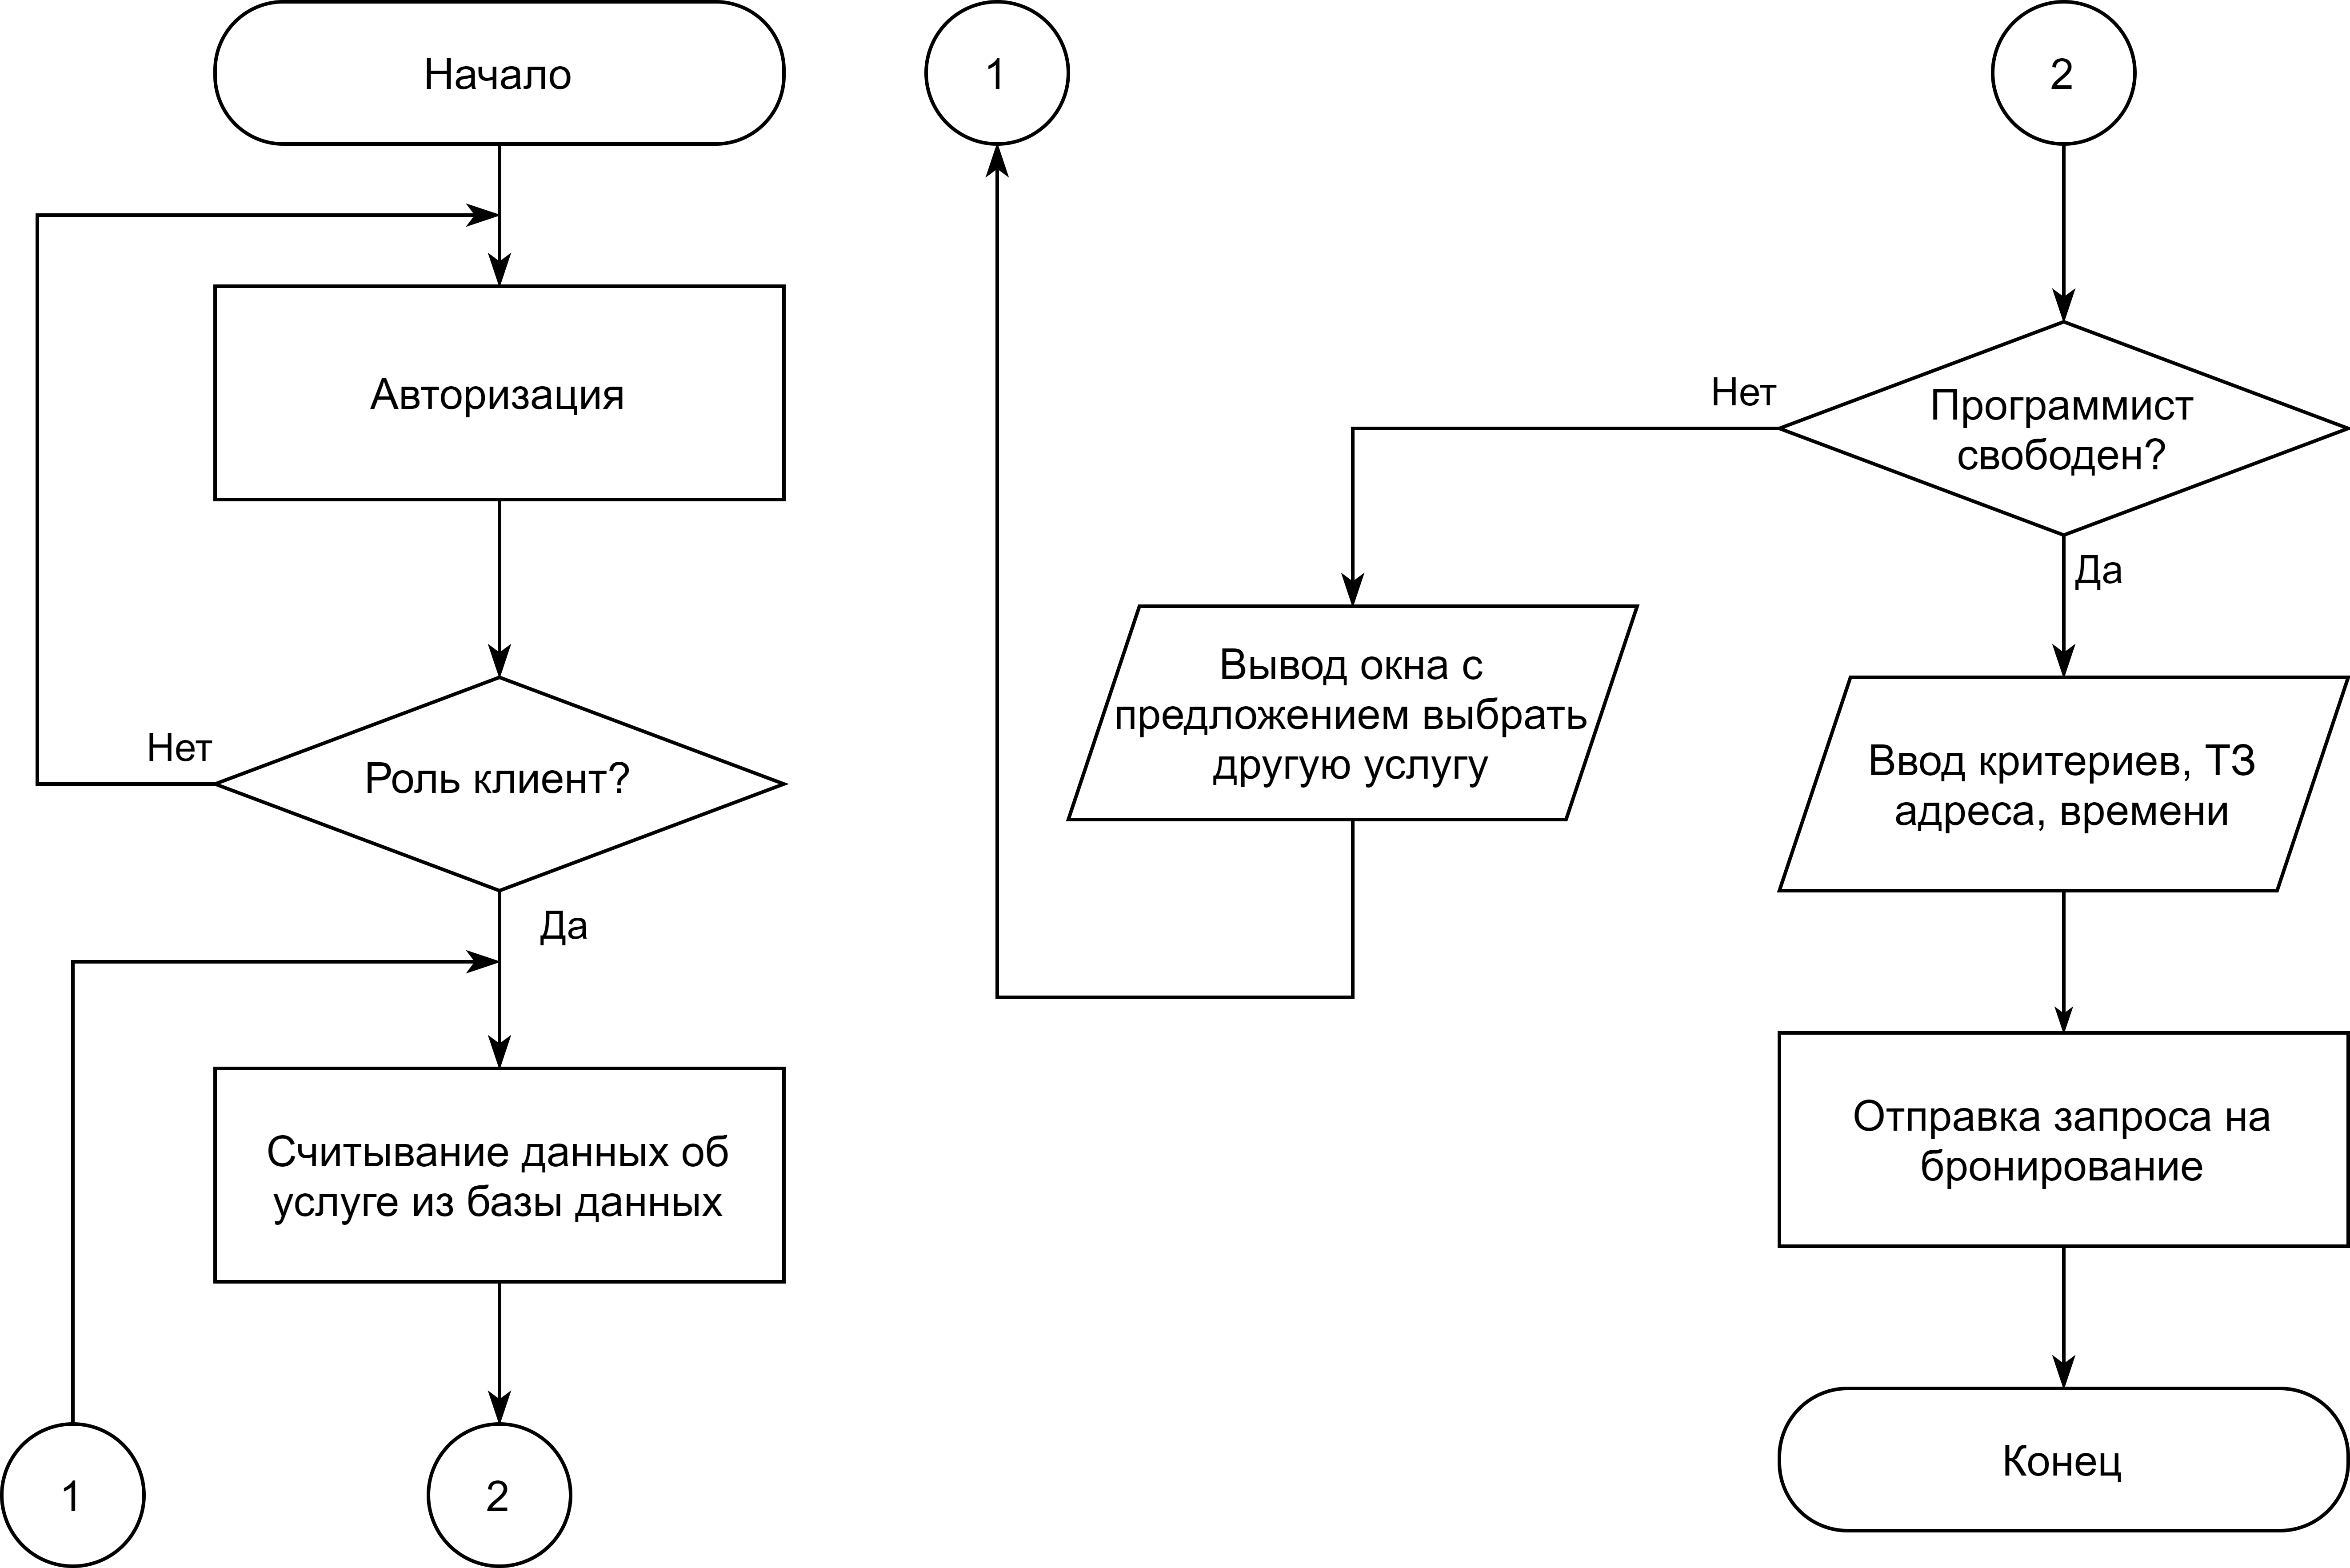 Начало
Авторизация
Нет
Роль клиент?
Да
Считывание данных об
услуге из базы данных
1
2
1
Вывод окна с
предложением выбрать
другую услугу
2
Нет
Программист
свободен?
Да
Ввод критериев, ТЗ
адреса, времени
Отправка запроса на
бронирование
Конец